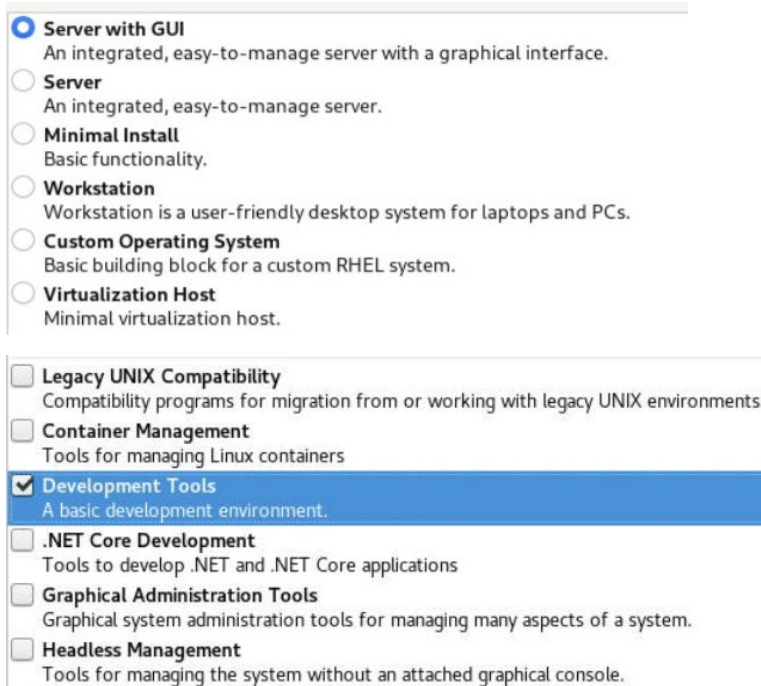 Server with GUI
An integrated, easy-to-manage server with a graphical interface.
Server
An integrated, easy-to-manage server.
Minimal Install
Basic functionality.
Workstation
Workstation is a user-friendly desktop system for laptops and PCs.
Custom Operating System
Basic building block for a custom RHEL system.
Virtualization Host
Minimal virtualization host.
Legacy UNIX Compatibility
Compatibility programs for migration from or working with legacy UNIX environments
Container Management
Tools for managing Linux containers
Development Tools
A basic development environment.
.NET Core Development
Tools to develop .NET and .NET Core applications
Graphical Administration Tools
Graphical system administration tools for managing many aspects of a system.
Headless Management
Tools for managing the system without an attached graphical console.